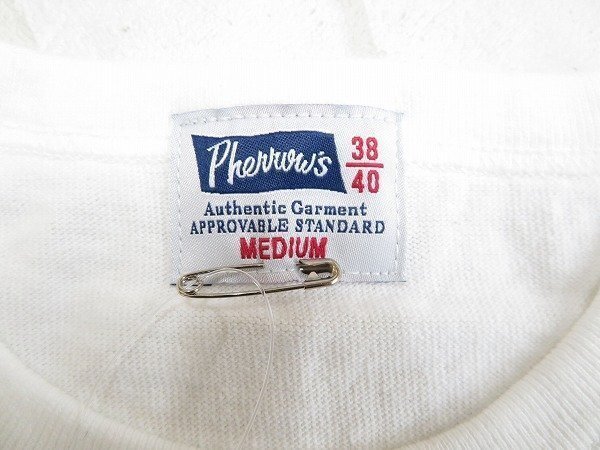 Pherrow's
38
40
Authentic Garment
APPROVABLE STANDARD
MEDIUM